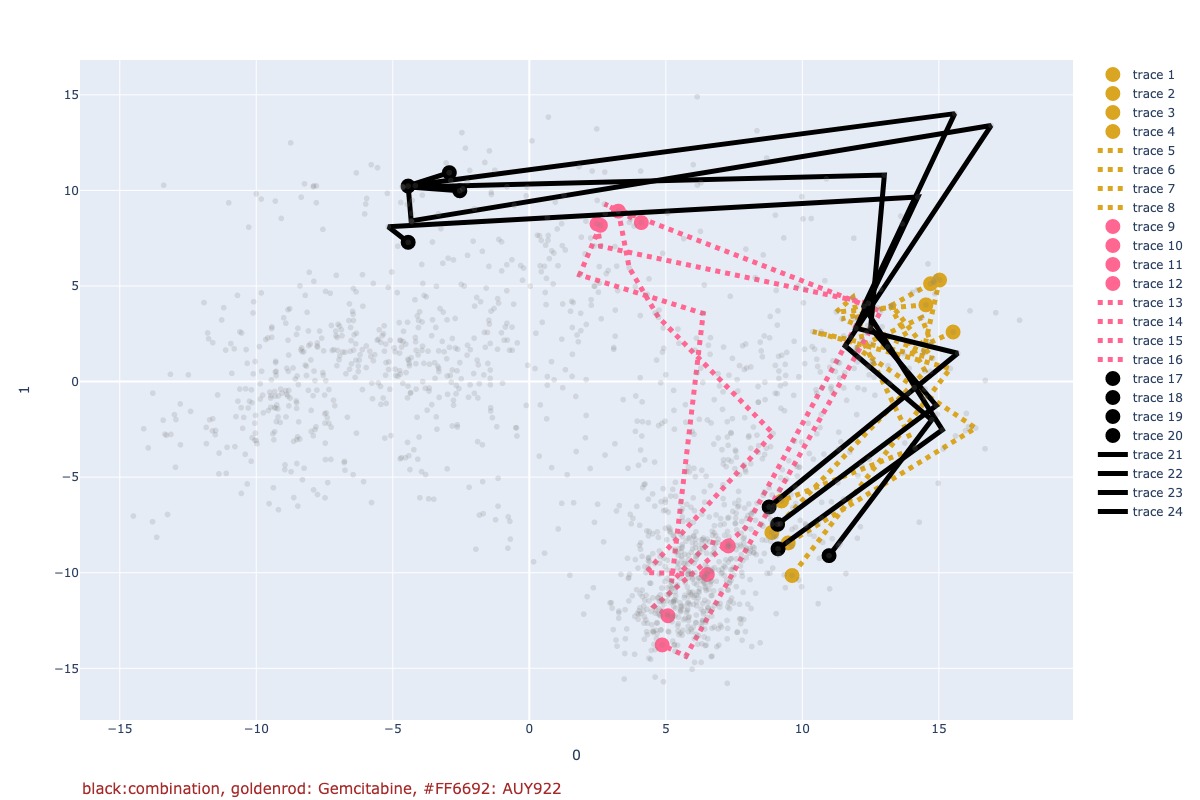 15
10
5
0
−5
−10
−15
1
−15
−10
−5
0
5
10
15
0
trace 1
trace 2
trace 3
trace 4
trace 5
trace 6
trace 7
trace 8
trace 9
trace 10
trace 11
trace 12
trace 13
trace 14
trace 15
trace 16
trace 17
trace 18
trace 19
trace 20
trace 21
trace 22
trace 23
trace 24
black:combination, goldenrod: Gemcitabine, #FF6692: AUY922